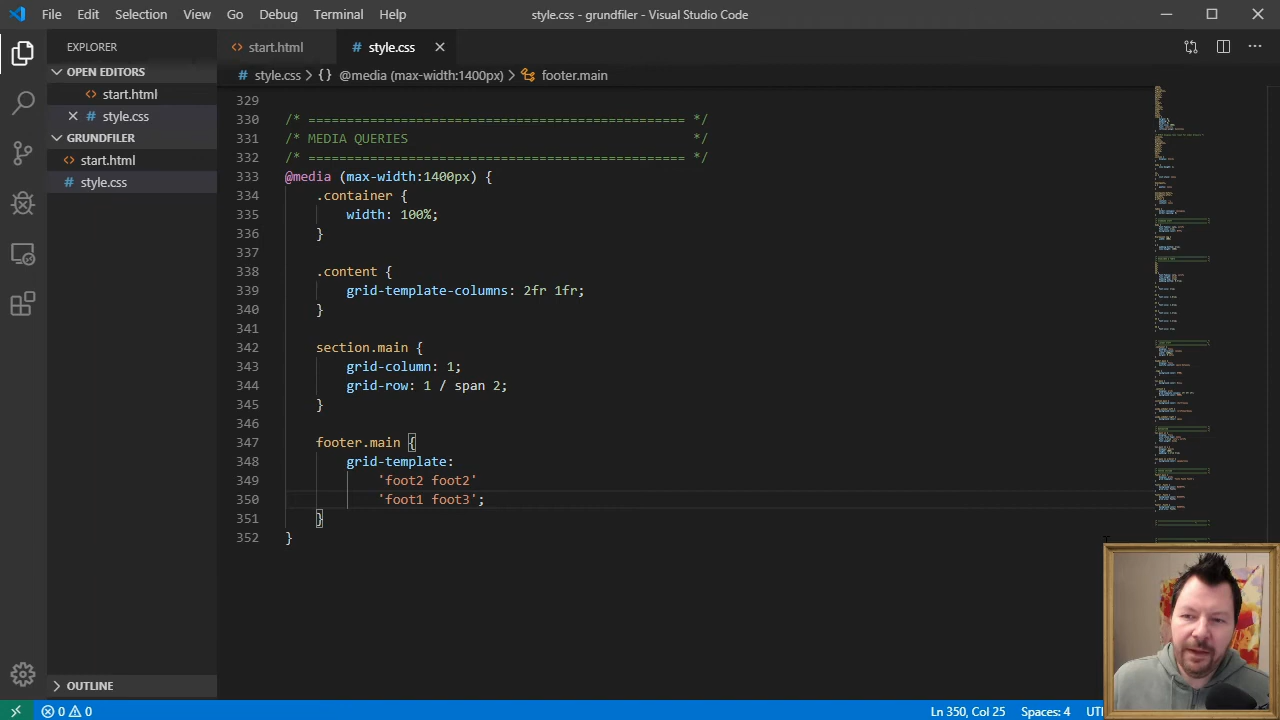 File Edit Selection View Go Debug Terminal Help style.css - grundfiler - Visual Studio Code
EXPLORER
OPEN EDITORS
start.html
style.css
GRUNDFILER
start.html
style.css
OUTLINE
start.html style.css
style.css > {} @media (max-width:1400px) > footer.main
329
330 /* ================================================ */
331 /* MEDIA QUERIES */
332 /* ================================================ */
333 @media (max-width:1400px) {
334 .container {
335 width: 100%;
336 }
337
338 .content {
339 grid-template-columns: 2fr 1fr;
340 }
341
342 section.main {
343 grid-column: 1;
344 grid-row: 1 / span 2;
345 }
346
347 footer.main {
348 grid-template:
349 'foot2 foot2'
350 'foot1 foot3';
351 }
352 }
0 0 Ln 350, Col 25 Spaces: 4